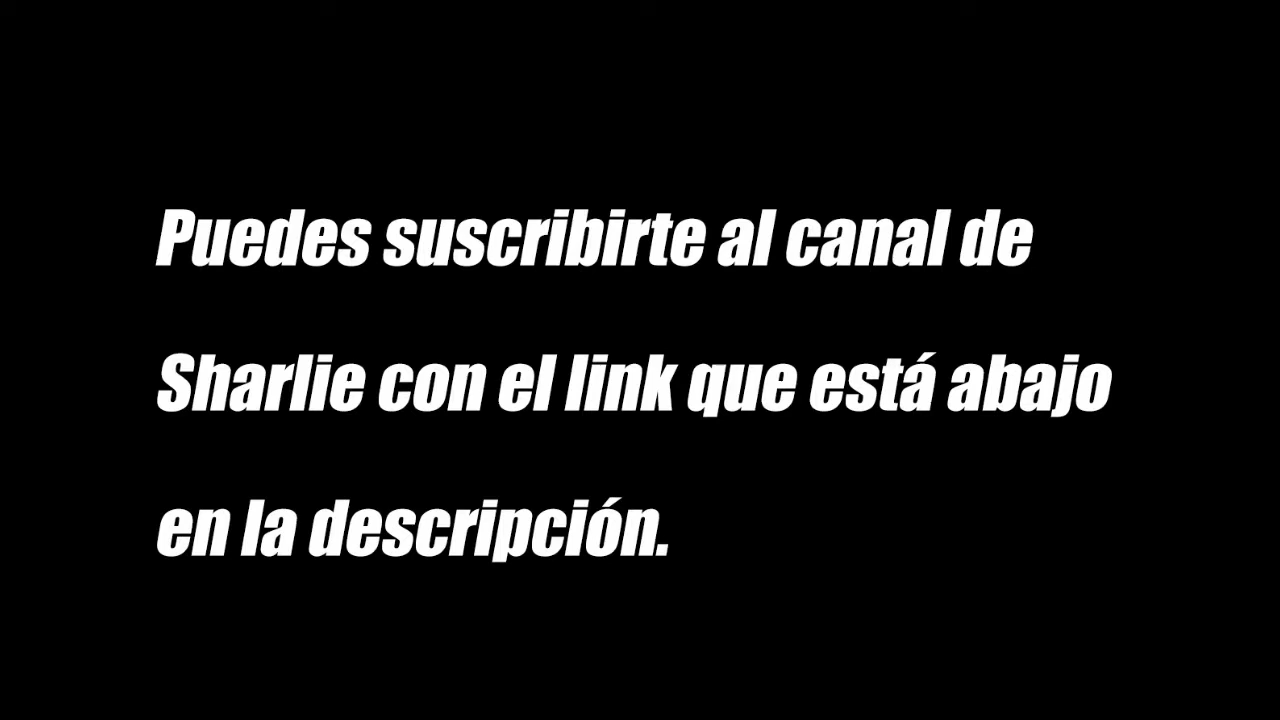 Puedes suscribirte al canal de
Sharlie con el link que está abajo
en la descripción.